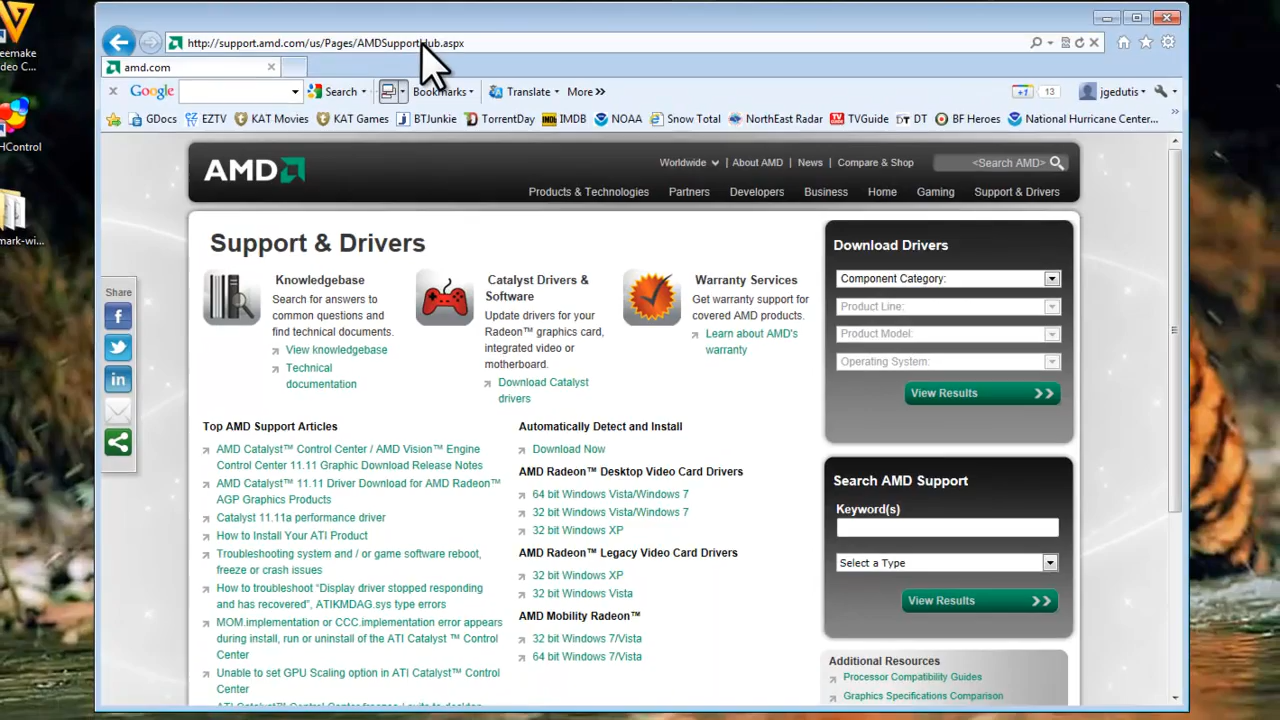 eemake
ideo C...
HControl
mark-wi...
http://support.amd.com/us/Pages/AMDSupportHub.aspx
amd.com
Google Search Bookmarks Translate More >> +1 13 jgedutis
GDocs EZTV KAT Movies KAT Games BTJunkie TorrentDay IMDB NOAA Snow Total NorthEast Radar TVGuide DT DT BF Heroes National Hurricane Center...
AMD
Worldwide | About AMD | News | Compare & Shop <Search AMD>
Products & Technologies Partners Developers Business Home Gaming Support & Drivers
Share
Support & Drivers
Knowledgebase
Search for answers to
common questions and
find technical documents.
View knowledgebase
Technical
documentation
Catalyst Drivers &
Software
Update drivers for your
Radeon™ graphics card,
integrated video or
motherboard.
Download Catalyst
drivers
Warranty Services
Get warranty support for
covered AMD products.
Learn about AMD's
warranty
Top AMD Support Articles
AMD Catalyst™ Control Center / AMD Vision™ Engine
Control Center 11.11 Graphic Download Release Notes
AMD Catalyst™ 11.11 Driver Download for AMD Radeon™
AGP Graphics Products
Catalyst 11.11a performance driver
How to Install Your ATI Product
Troubleshooting system and / or game software reboot,
freeze or crash issues
How to troubleshoot “Display driver stopped responding
and has recovered”, ATIKMDAG.sys type errors
MOM.implementation or CCC.implementation error appears
during install, run or uninstall of the ATI Catalyst ™ Control
Center
Unable to set GPU Scaling option in ATI Catalyst™ Control
Center
Automatically Detect and Install
Download Now
AMD Radeon™ Desktop Video Card Drivers
64 bit Windows Vista/Windows 7
32 bit Windows Vista/Windows 7
32 bit Windows XP
AMD Radeon™ Legacy Video Card Drivers
32 bit Windows XP
32 bit Windows Vista
AMD Mobility Radeon™
32 bit Windows 7/Vista
64 bit Windows 7/Vista
Download Drivers
Component Category:
Product Line:
Product Model:
Operating System:
View Results
Search AMD Support
Keyword(s)
Select a Type
View Results
Additional Resources
Processor Compatibility Guides
Graphics Specifications Comparison